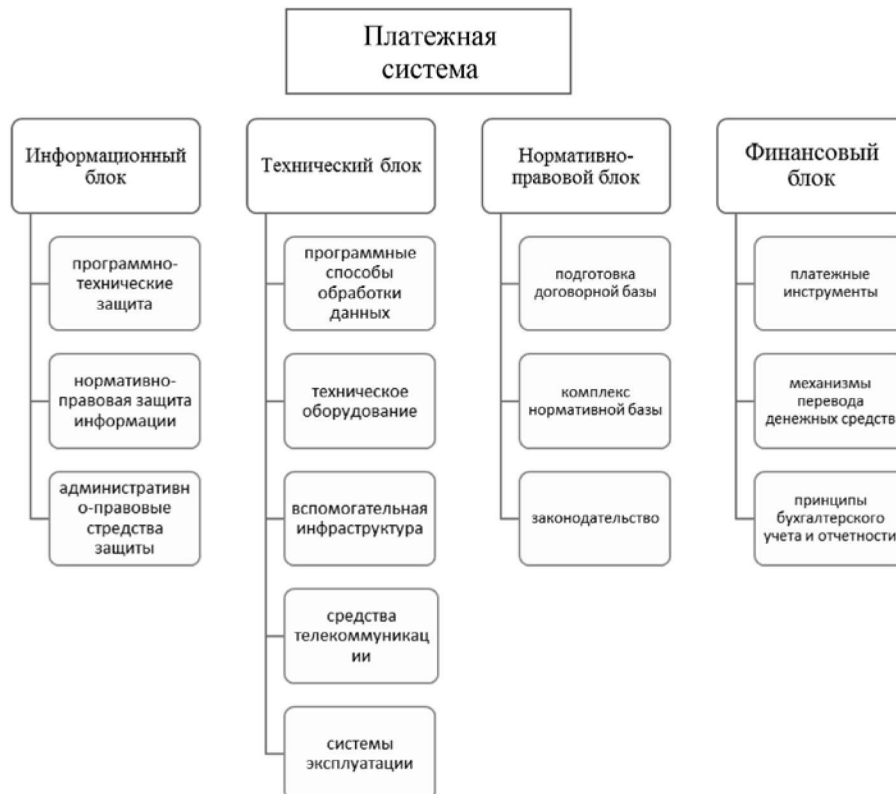 Платежная
система
Информационный
блок
программно-
технические
защита
нормативно-
правовая защита
информации
административн
о-правовые
стредства
защиты
Технический блок
программные
способы
обработки
данных
техническое
оборудование
вспомогательная
инфраструктура
средства
телекоммуникац
ии
системы
эксплуатации
Нормативно-
правовой блок
подготовка
договорной базы
комплекс
нормативной базы
законодательство
Финансовый
блок
платежные
инструменты
механизмы
перевода
денежных средств
принципы
бухгалтерского
учета и отчетности